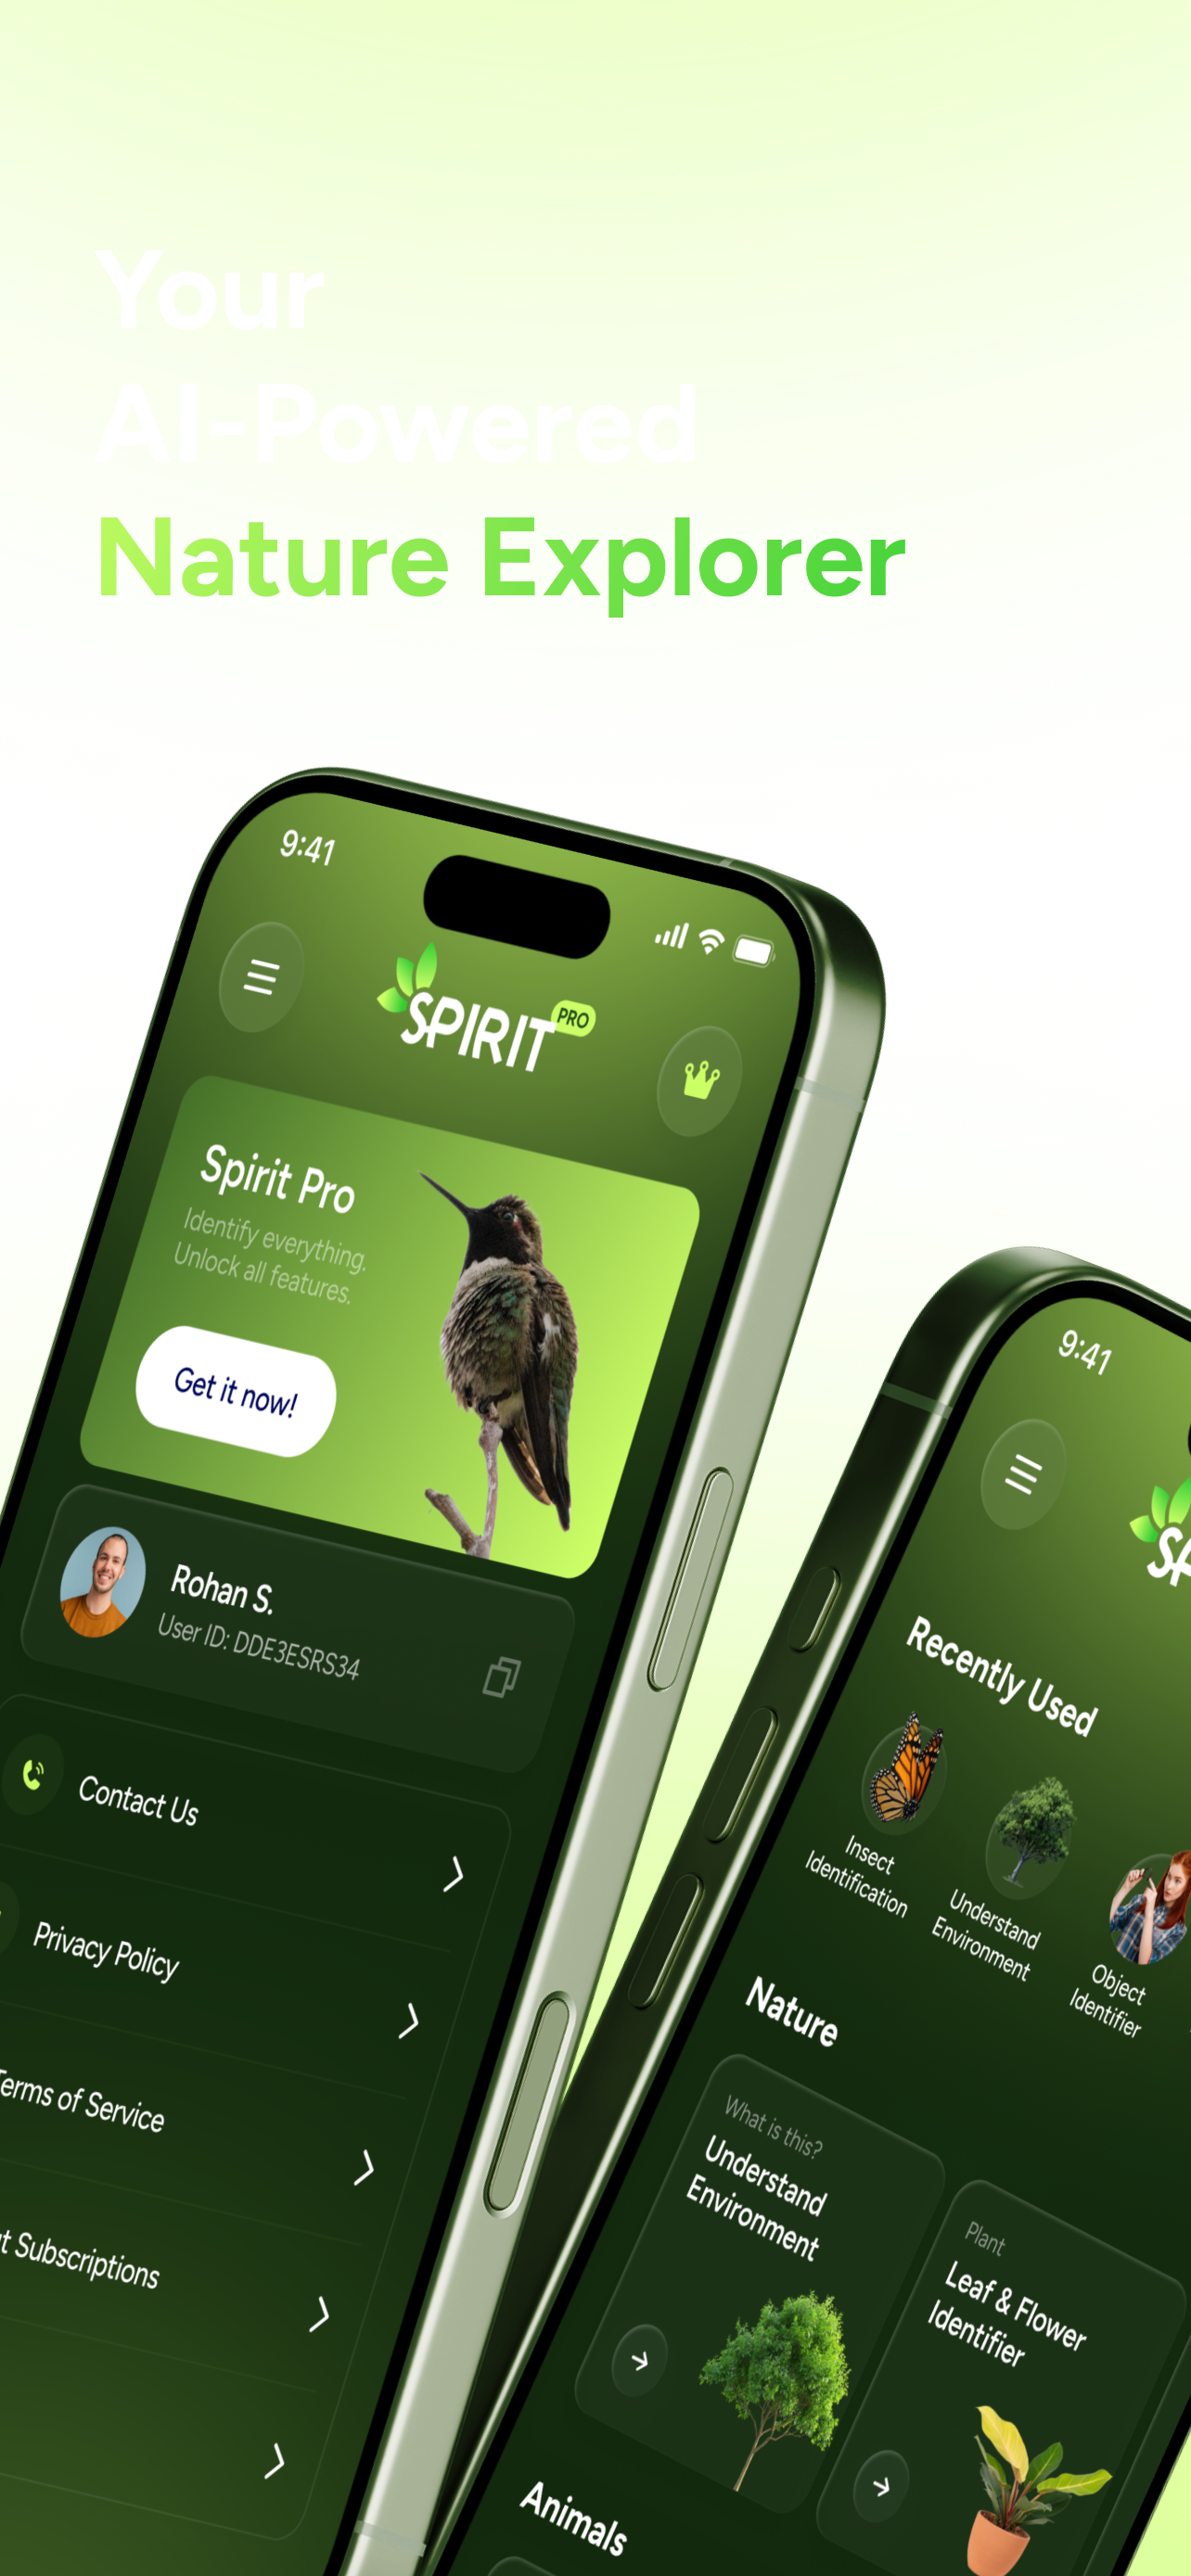 Your
AI-Powered
Nature Explorer
9:41
SPIRIT PRO
Spirit Pro
Identify everything.
Unlock all features.
Get it now!
Rohan S.
User ID: DDE3ESRS34
Contact Us
Privacy Policy
Terms of Service
Subscriptions
9:41
Recently Used
Insect
Identification
Understand
Environment
Object
Identifier
Nature
What is this?
Understand
Environment
Plant
Leaf & Flower
Identifier
Animals